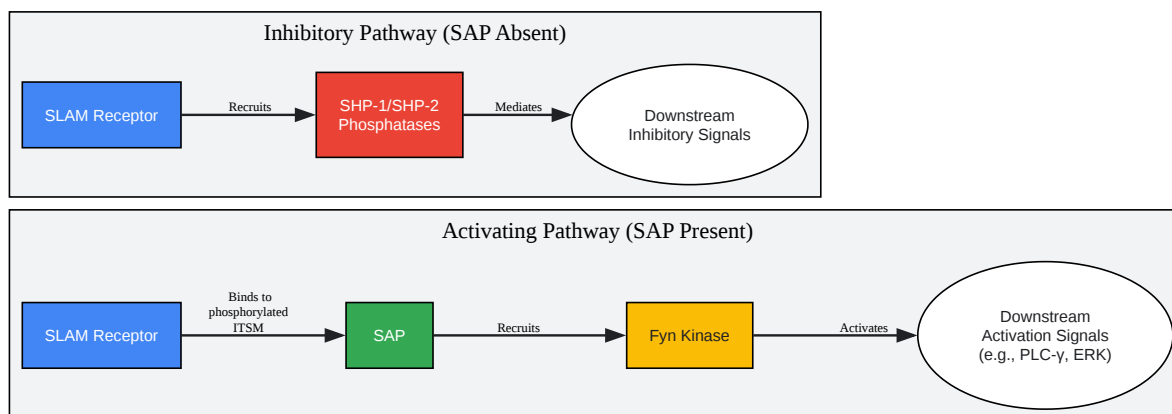 Inhibitory Pathway (SAP Absent)
SLAM Receptor
Recruits
SHP-1/SHP-2
Phosphatases
Mediates
Downstream
Inhibitory Signals
Activating Pathway (SAP Present)
SLAM Receptor
Binds to
phosphorylated
ITSM
SAP
Recruits
Fyn Kinase
Activates
Downstream
Activation Signals
(e.g., PLC-γ, ERK)